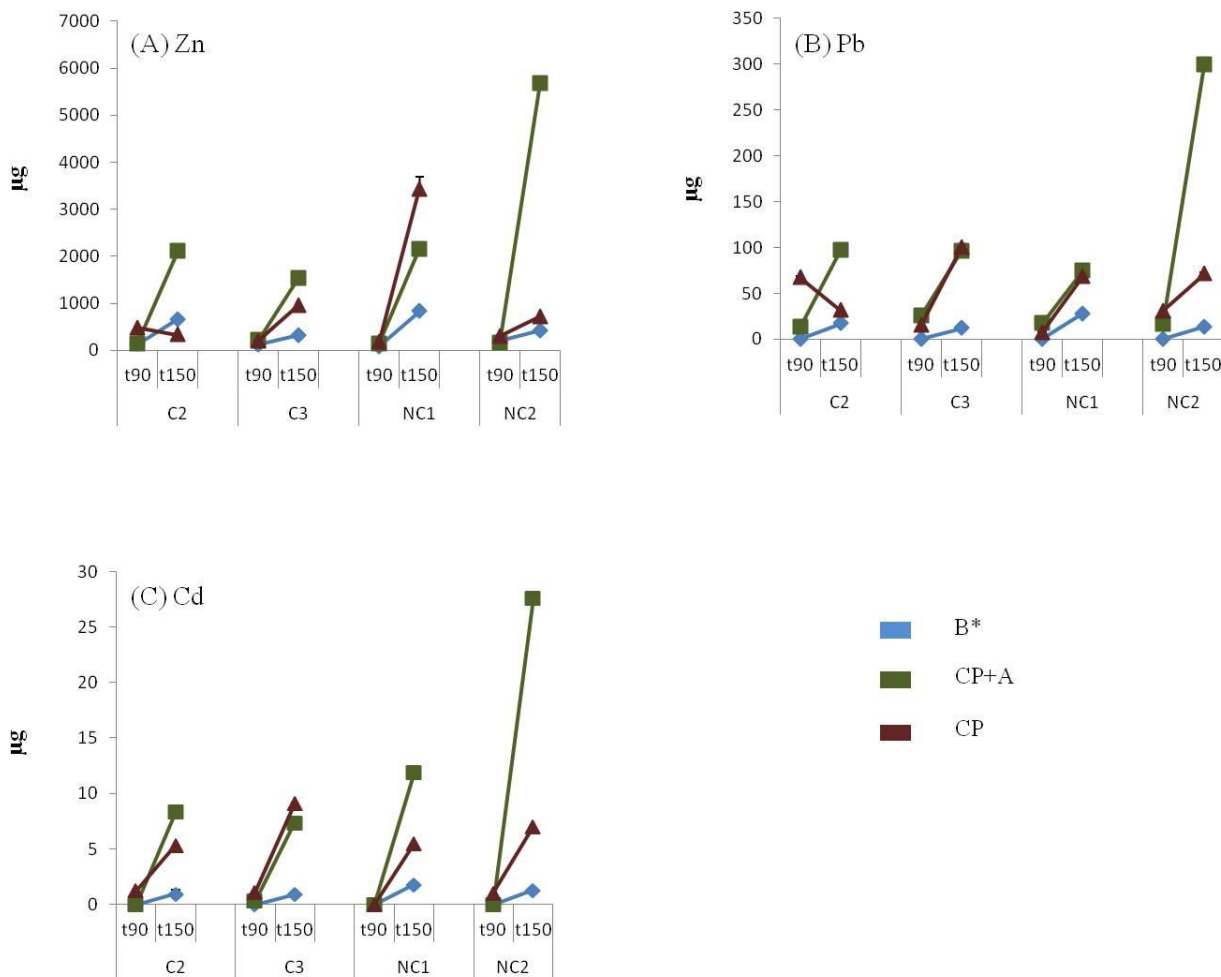 (A) Zn
µg
7000
6000
5000
4000
3000
2000
1000
0
t90 t150 t90 t150 t90 t150 t90 t150
C2 C3 NC1 NC2
(B) Pb
µg
350
300
250
200
150
100
50
0
t90 t150 t90 t150 t90 t150 t90 t150
C2 C3 NC1 NC2
(C) Cd
µg
30
25
20
15
10
5
0
t90 t150 t90 t150 t90 t150 t90 t150
C2 C3 NC1 NC2
B*
CP+A
CP